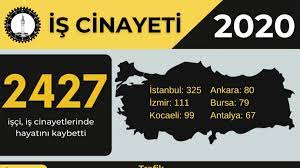 İŞ CİNAYETİ
2020
2427
işçi, iş cinayetlerinde
hayatını kaybetti
İstanbul: 325
İzmir: 111
Kocaeli: 99
Ankara: 80
Bursa: 79
Antalya: 67
Trafik